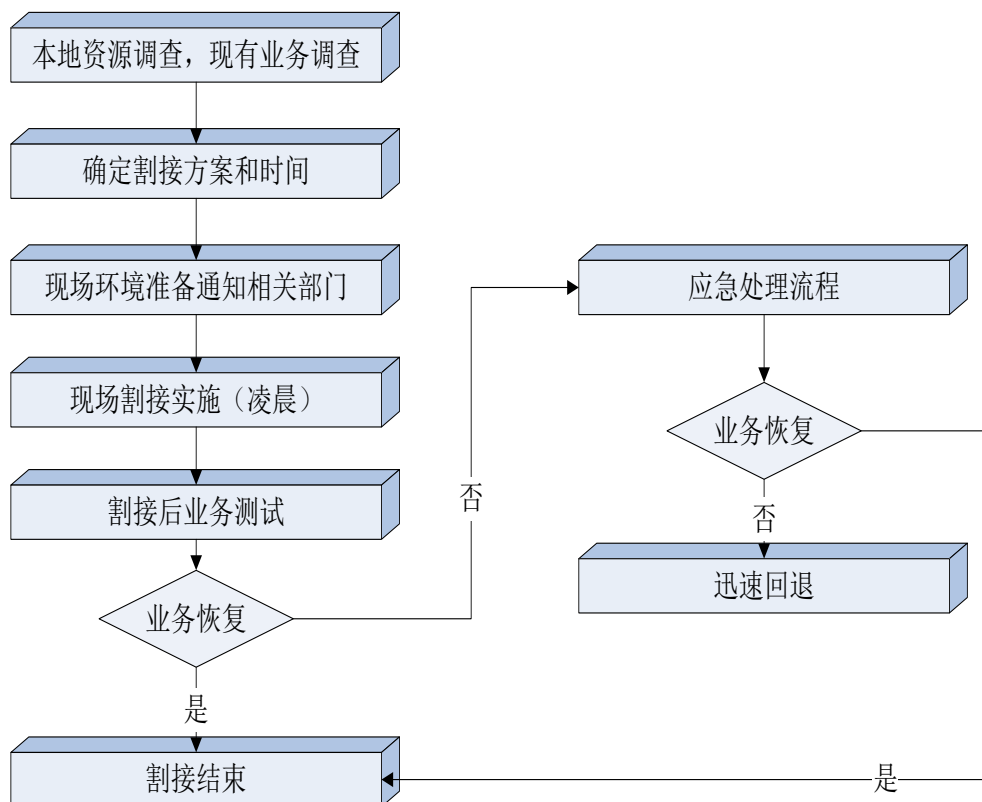 本地资源调查，现有业务调查
确定割接方案和时间
现场环境准备通知相关部门
现场割接实施（凌晨）
割接后业务测试
业务恢复
是
割接结束
否
应急处理流程
业务恢复
否
迅速回退
是